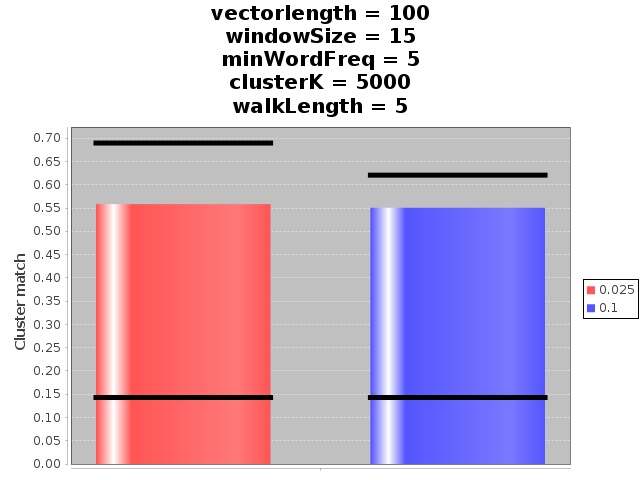 vectorlength = 100
windowSize = 15
minWordFreq = 5
clusterK = 5000
walkLength = 5
Cluster match
0.70
0.65
0.60
0.55
0.50
0.45
0.40
0.35
0.30
0.25
0.20
0.15
0.10
0.05
0.00
0.025
0.1